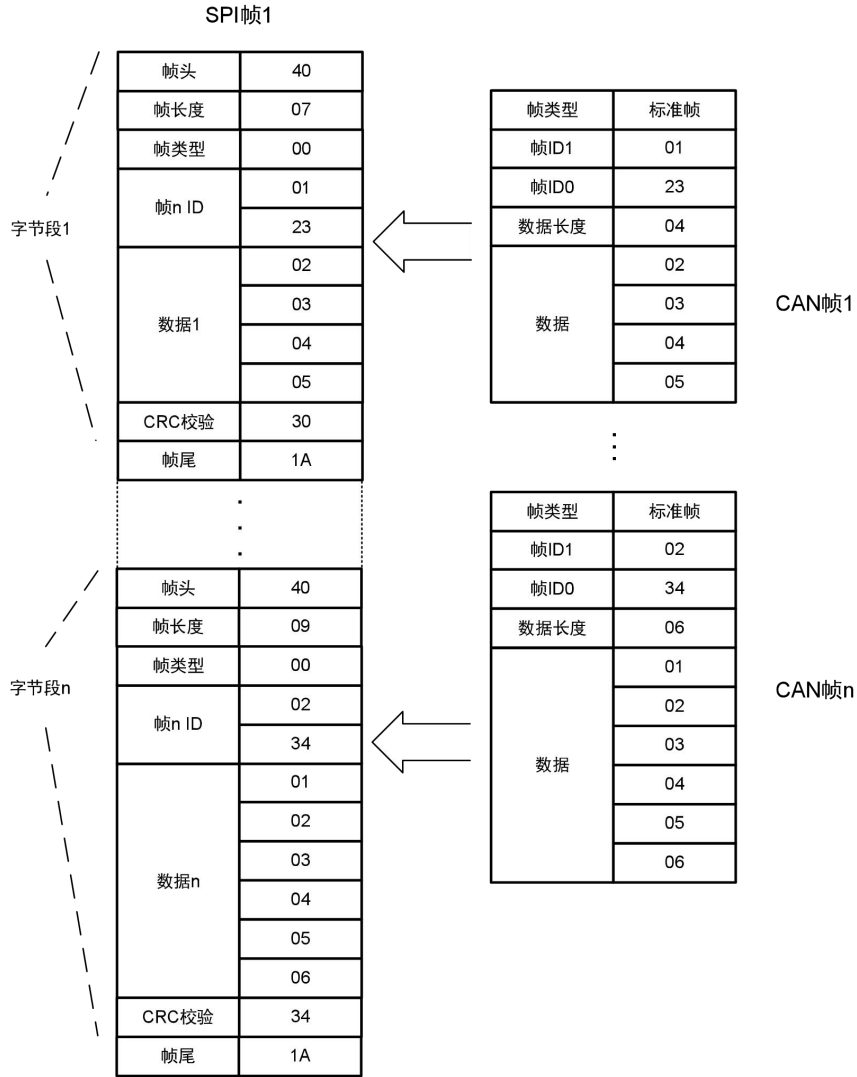 SPI帧1
帧头 40
帧长度 07
帧类型 00
帧n ID 01
23
数据1 02
03
04
05
CRC校验 30
帧尾 1A
字节段1
帧类型 标准帧
帧ID1 01
帧ID0 23
数据长度 04
数据 02
03
04
05
CAN帧1
帧头 40
帧长度 09
帧类型 00
帧n ID 02
34
数据n 01
02
03
04
05
06
CRC校验 34
帧尾 1A
字节段n
帧类型 标准帧
帧ID1 02
帧ID0 34
数据长度 06
数据 01
02
03
04
05
06
CAN帧n